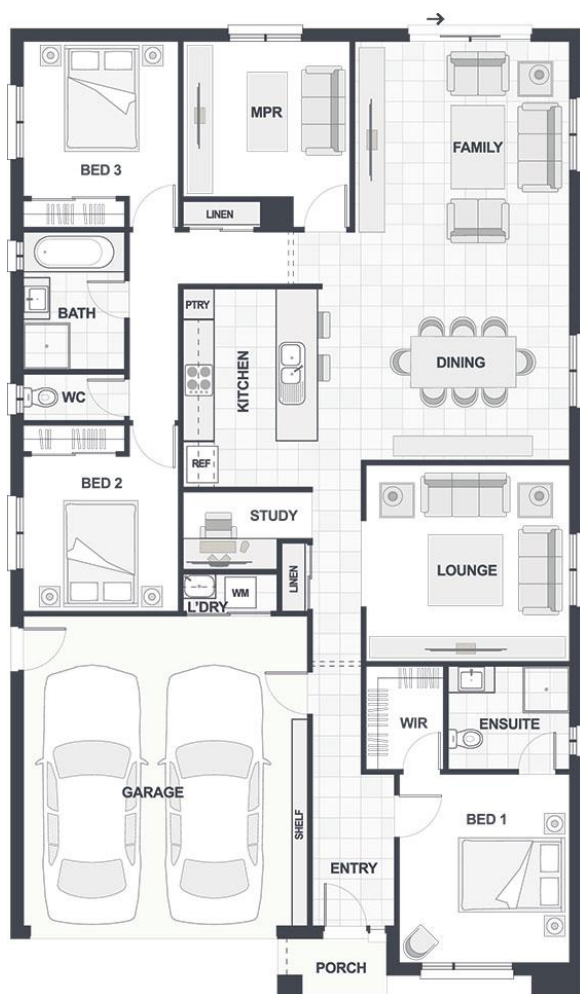 MPR
FAMILY
BED 3
LINEN
BATH
PTRY
KITCHEN
DINING
WC
REF
BED 2
STUDY
LINEN
LOUNGE
L'DRY
WM
WIR
ENSUITE
GARAGE
SHELF
BED 1
ENTRY
PORCH